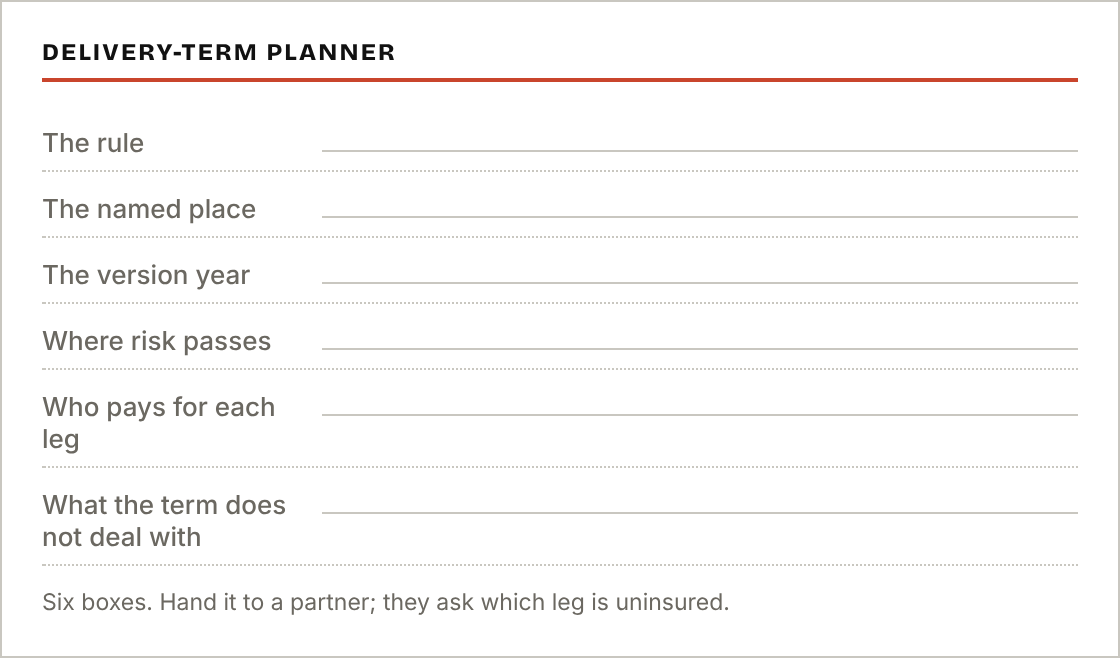 DELIVERY-TERM PLANNER
The rule
The named place
The version year
Where risk passes
Who pays for each
leg
What the term does
not deal with
Six boxes. Hand it to a partner; they ask which leg is uninsured.